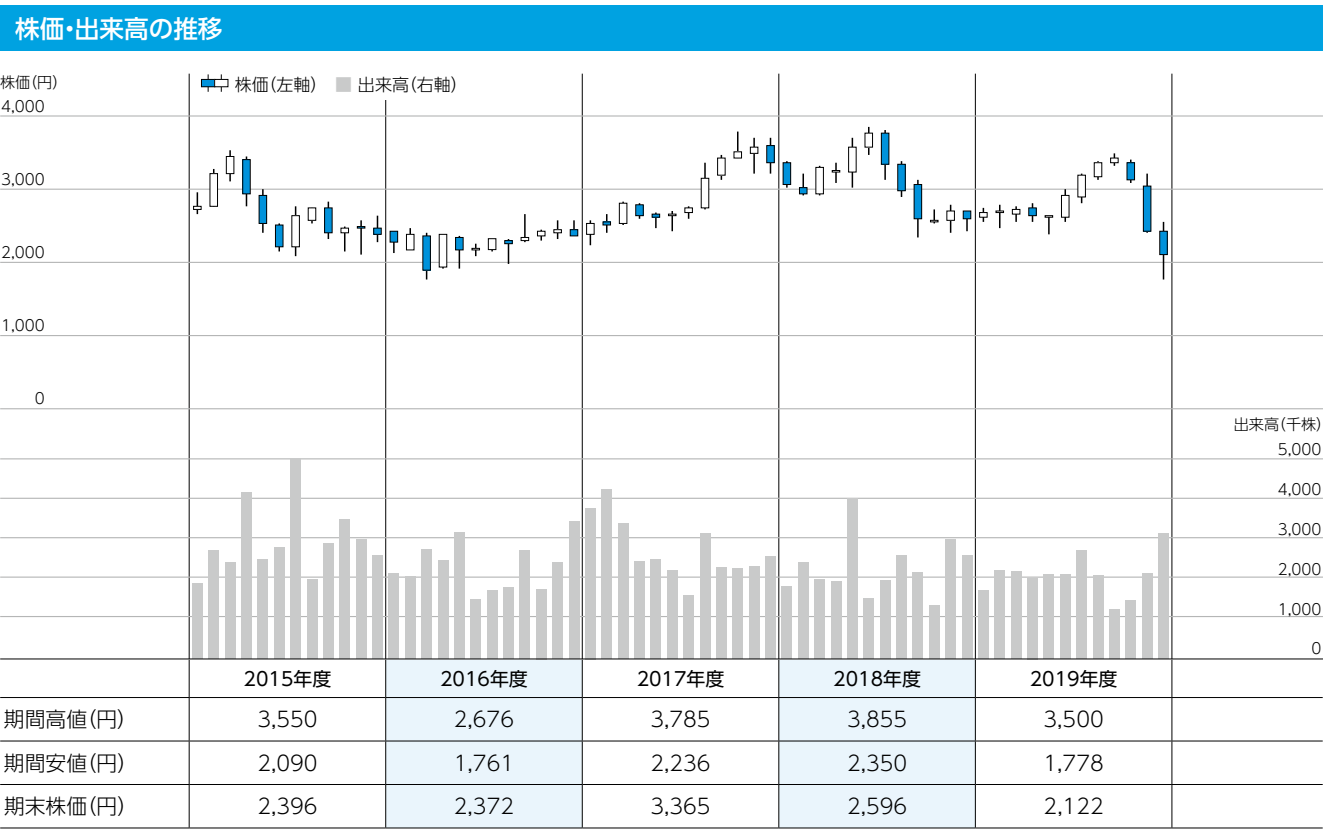 株価・出来高の推移
株価(円)
株価(左軸) 出来高(右軸)
4,000
3,000
2,000
1,000
0
出来高(千株)
5,000
4,000
3,000
2,000
1,000
0
2015年度 2016年度 2017年度 2018年度 2019年度
期間高値(円) 3,550 2,676 3,785 3,855 3,500
期間安値(円) 2,090 1,761 2,236 2,350 1,778
期末株価(円) 2,396 2,372 3,365 2,596 2,122